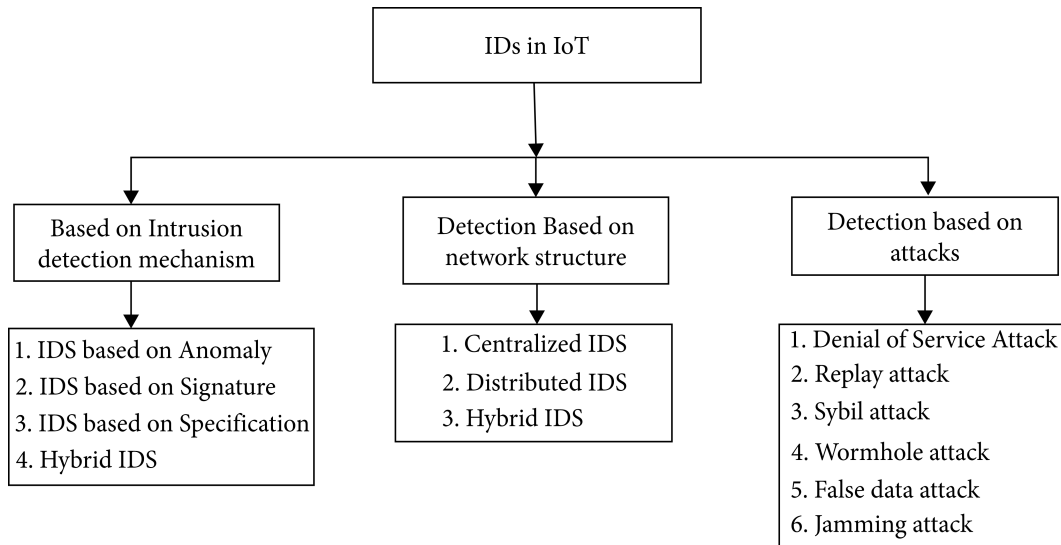 IDs in IoT
Based on Intrusion
detection mechanism
Detection Based on
network structure
Detection based on
attacks
1. IDS based on Anomaly
2. IDS based on Signature
3. IDS based on Specification
4. Hybrid IDS
1. Centralized IDS
2. Distributed IDS
3. Hybrid IDS
1. Denial of Service Attack
2. Replay attack
3. Sybil attack
4. Wormhole attack
5. False data attack
6. Jamming attack